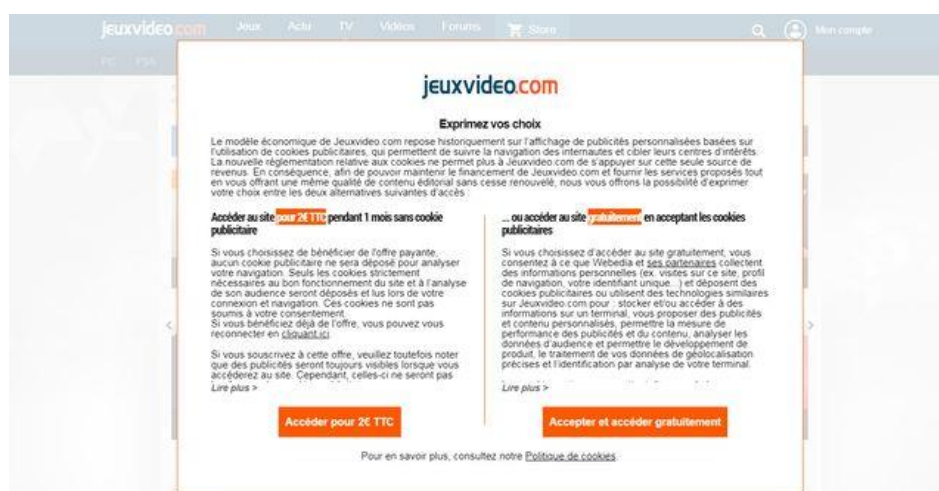 jeuxvideo.com Jeux Actu TV Vidéos Forums Store Mon compte
PC PS5
jeuxvideo.com
Exprimez vos choix
Le modèle économique de Jeuxvideo.com repose historiquement sur l'affichage de publicités personnalisées basées sur
l'utilisation de cookies publicitaires, qui permettent de suivre la navigation des internautes et cibler leurs centres d'intérêts.
La nouvelle réglementation relative aux cookies ne permet plus à Jeuxvideo.com de s'appuyer sur cette seule source de
revenus. En conséquence, afin de pouvoir maintenir le financement de Jeuxvideo.com et fournir les services proposés tout
en vous offrant une même qualité de contenu éditorial sans cesse renouvelé, nous vous offrons la possibilité d'exprimer
votre choix entre les deux alternatives suivantes d'accès :
Accéder au site pour 2€ TTC pendant 1 mois sans cookie
publicitaire
Si vous choisissez de bénéficier de l'offre payante,
aucun cookie publicitaire ne sera déposé pour analyser
votre navigation. Seuls les cookies strictement
nécessaires au bon fonctionnement du site et à l'analyse
de son audience seront déposés et lus lors de votre
connexion et navigation. Ces cookies ne sont pas
soumis à votre consentement.
Si vous bénéficiez déjà de l'offre, vous pouvez vous
reconnecter en cliquant ici.
Si vous souscrivez à cette offre, veuillez toutefois noter
que des publicités seront toujours visibles lorsque vous
accéderez au site. Cependant, celles-ci ne seront pas
Lire plus >
Accéder pour 2€ TTC
... ou accéder au site gratuitement en acceptant les cookies
publicitaires
Si vous choisissez d'accéder au site gratuitement, vous
consentez à ce que Webedia et ses partenaires collectent
des informations personnelles (ex. visites sur ce site, profil
de navigation, votre identifiant unique...) et déposent des
cookies publicitaires ou utilisent des technologies similaires
sur Jeuxvideo.com pour : stocker et/ou accéder à des
informations sur un terminal, vous proposer des publicités
et contenu personnalisés, permettre la mesure de
performance des publicités et du contenu, analyser les
données d'audience et permettre le développement de
produit, le traitement de vos données de géolocalisation
précises et l'identification par analyse de votre terminal.
Lire plus >
Accepter et accéder gratuitement
Pour en savoir plus, consultez notre Politique de cookies.